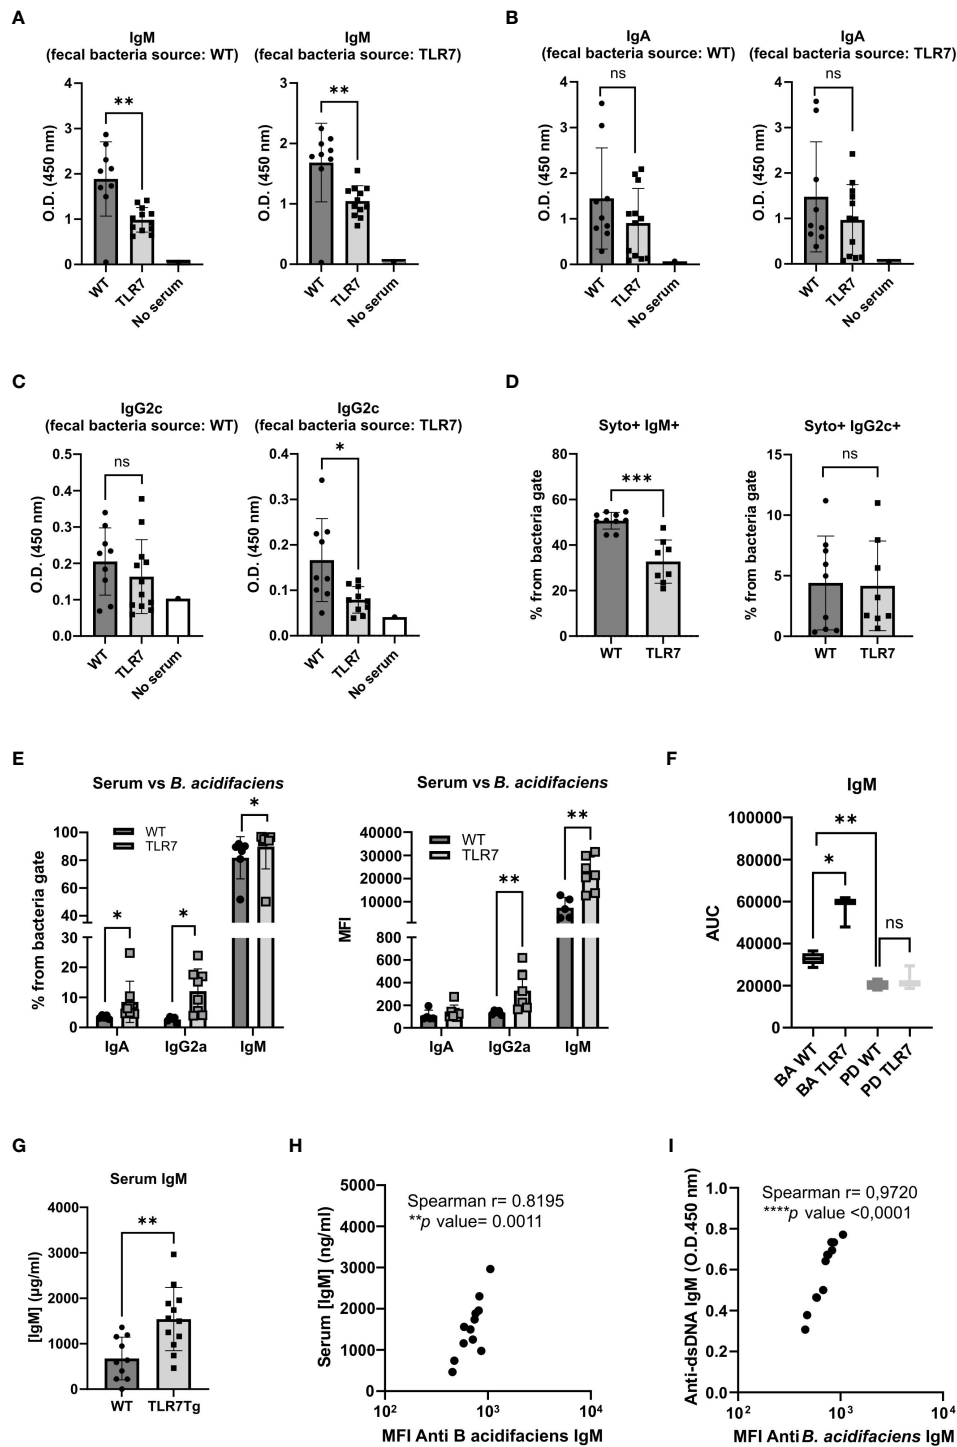 A
IgM
(fecal bacteria source: WT)
O.D. (450 nm)
4
3
2
1
0
**
WT
TLR7
No serum
IgM
(fecal bacteria source: TLR7)
O.D. (450 nm)
3
2
1
0
**
WT
TLR7
No serum
B
IgA
(fecal bacteria source: WT)
O.D. (450 nm)
4
3
2
1
0
ns
WT
TLR7
No serum
IgA
(fecal bacteria source: TLR7)
O.D. (450 nm)
4
3
2
1
0
ns
WT
TLR7
No serum
C
IgG2c
(fecal bacteria source: WT)
O.D. (450 nm)
0.5
0.4
0.3
0.2
0.1
0.0
ns
WT
TLR7
No serum
IgG2c
(fecal bacteria source: TLR7)
O.D. (450 nm)
0.4
0.3
0.2
0.1
0.0
*
WT
TLR7
No serum
D
Syto+ IgM+
% from bacteria gate
80
60
40
20
0
***
WT TLR7
Syto+ IgG2c+
% from bacteria gate
15
10
5
0
ns
WT TLR7
E
Serum vs B. acidifaciens
% from bacteria gate
100
80
60
40
30
20
10
0
WT
TLR7
*
*
*
IgA IgG2a IgM
Serum vs B. acidifaciens
MFI
40000
30000
20000
10000
800
600
400
200
0
WT
TLR7
**
**
IgA IgG2a IgM
F
IgM
AUC
100000
80000
60000
40000
20000
0
**
*
ns
BA WT
BA TLR7
PD WT
PD TLR7
G
Serum IgM
[IgM] (µg/ml)
4000
3000
2000
1000
0
**
WT TLR7Tg
H
Serum [IgM] (ng/ml)
5000
4000
3000
2000
1000
0
Spearman r= 0.8195
**p value= 0.0011
10² 10³ 10⁴
MFI Anti B acidifaciens IgM
I
Anti-dsDNA IgM (O.D.450 nm)
1.0
0.8
0.6
0.4
0.2
0.0
Spearman r= 0,9720
****p value <0,0001
10² 10³ 10⁴
MFI Anti B. acidifaciens IgM